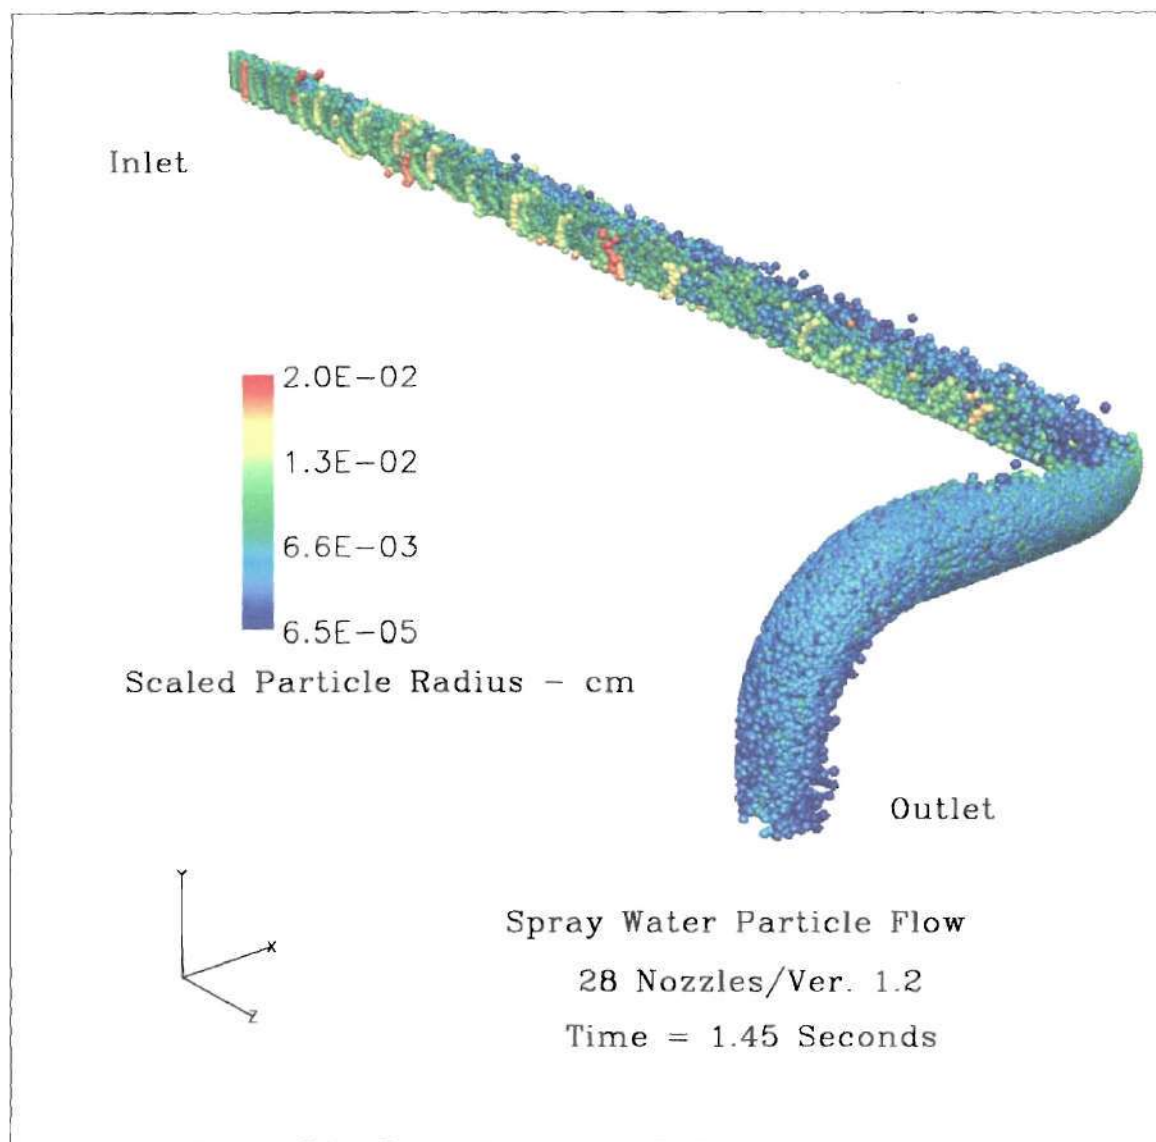 Inlet
2.0E-02
1.3E-02
6.6E-03
6.5E-05
Scaled Particle Radius - cm
Outlet
Y
X
Z
Spray Water Particle Flow
28 Nozzles/Ver. 1.2
Time = 1.45 Seconds